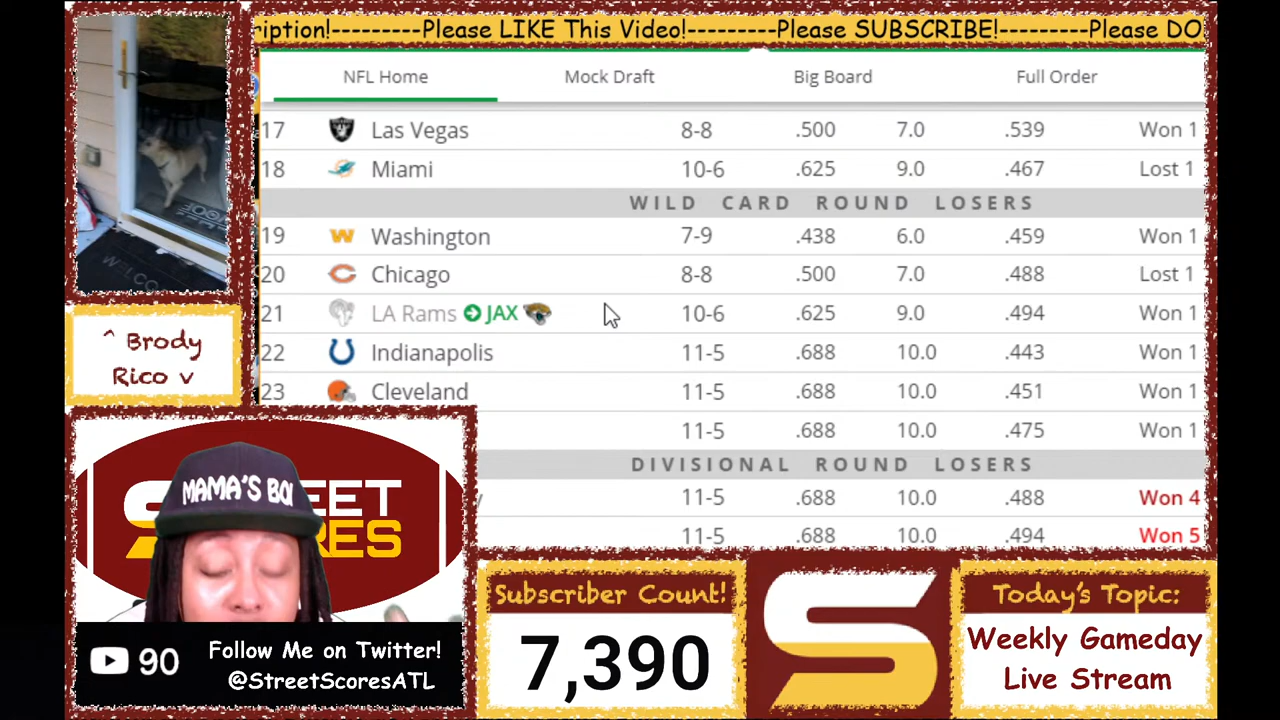 ription!---------Please LIKE This Video!---------Please SUBSCRIBE!---------Please DO
NFL Home Mock Draft Big Board Full Order
17 Las Vegas 8-8 .500 7.0 .539 Won 1
18 Miami 10-6 .625 9.0 .467 Lost 1
WILD CARD ROUND LOSERS
19 W Washington 7-9 .438 6.0 .459 Won 1
20 Chicago 8-8 .500 7.0 .488 Lost 1
21 LA Rams JAX 10-6 .625 9.0 .494 Won 1
22 Indianapolis 11-5 .688 10.0 .443 Won 1
23 Cleveland 11-5 .688 10.0 .451 Won 1
11-5 .688 10.0 .475 Won 1
DIVISIONAL ROUND LOSERS
11-5 .688 10.0 .488 Won 4
11-5 .688 10.0 .494 Won 5
WELCO
^ Brody
Rico v
MAMA'S BOI
REET
RES
90
Follow Me on Twitter!
@StreetScoresATL
Subscriber Count!
7,390
S
Today's Topic:
Weekly Gameday
Live Stream